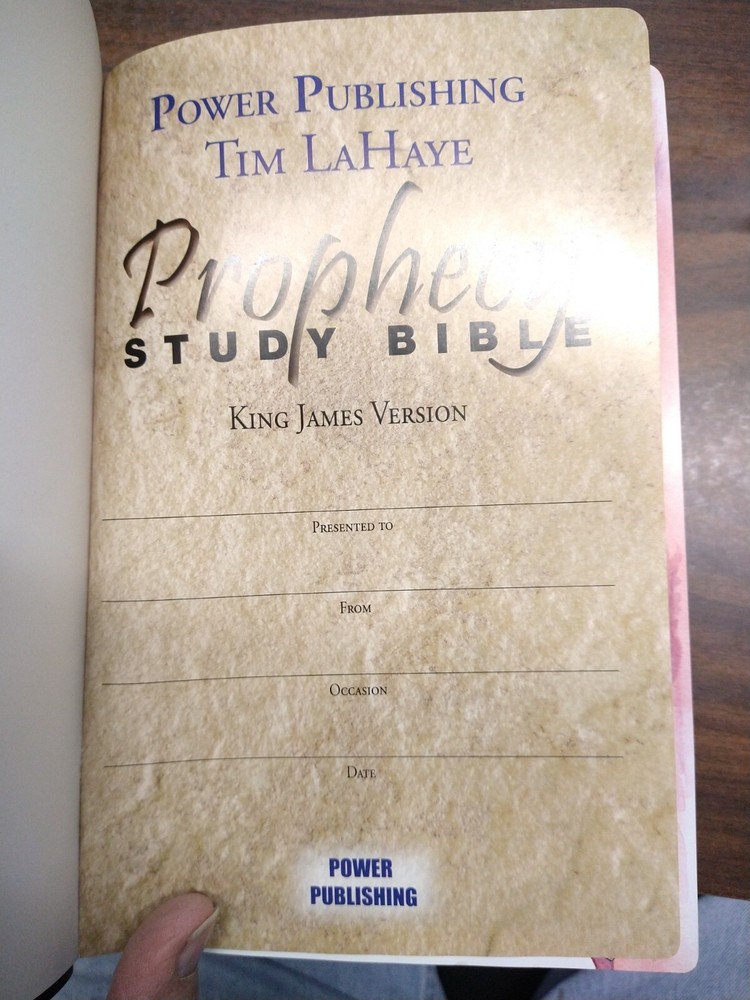 Power Publishing
Tim LaHaye
Prophecy
STUDY BIBLE
King James Version
Presented to
From
Occasion
Date
POWER
PUBLISHING